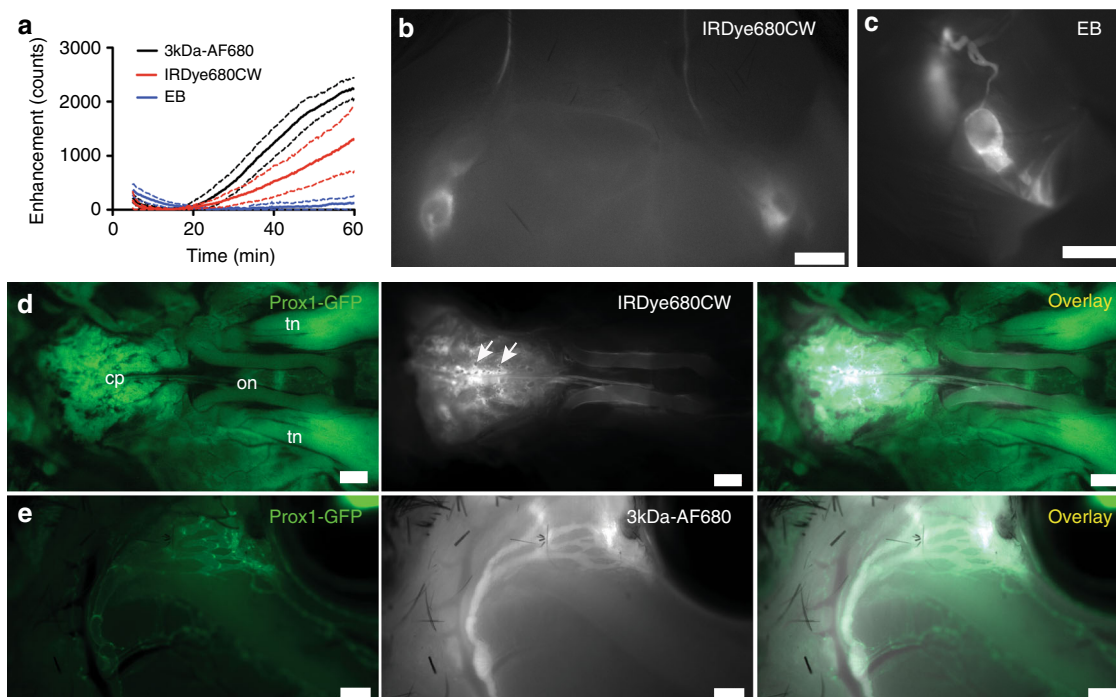 a
3000
2000
1000
0
Enhancement (counts)
3kDa-AF680
IRDye680CW
EB
0
20
40
60
Time (min)
b
IRDye680CW
c
EB
d
Prox1-GFP
tn
cp
on
tn
IRDye680CW
Overlay
e
Prox1-GFP
3kDa-AF680
Overlay